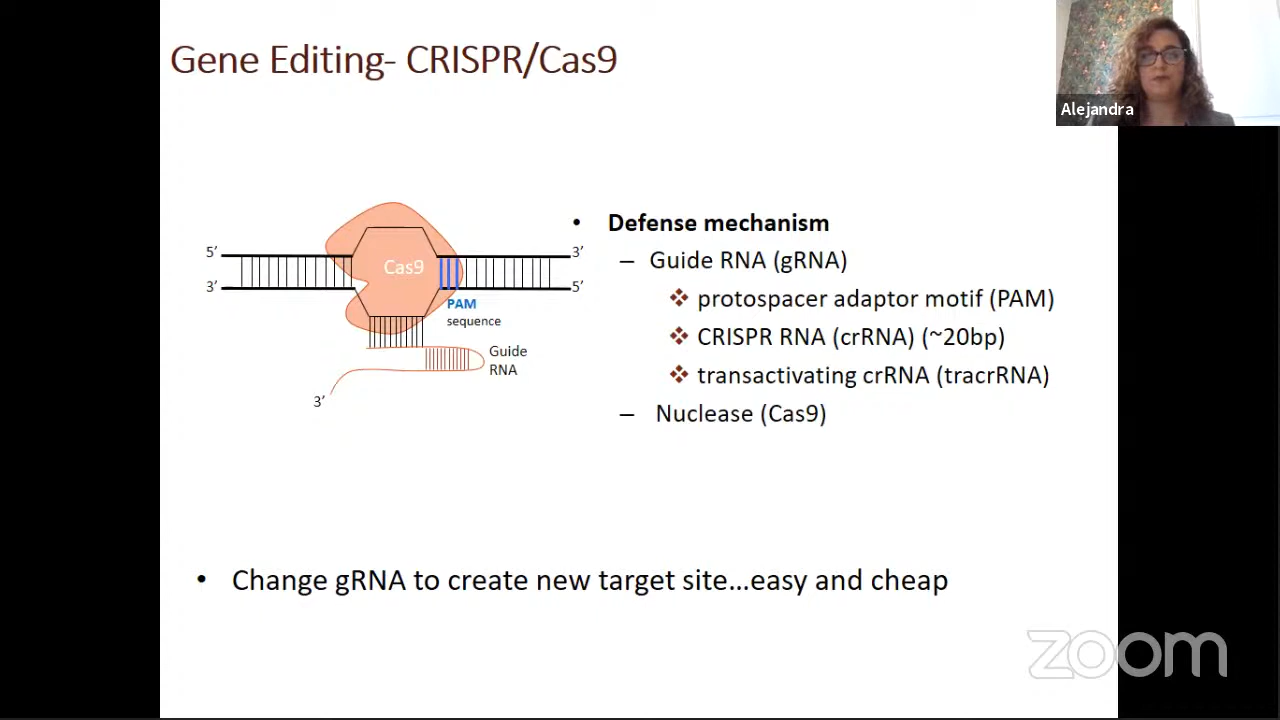 Gene Editing- CRISPR/Cas9
Alejandra
5’
3’
3’
5’
Cas9
PAM
sequence
Guide
RNA
3’
• Defense mechanism
– Guide RNA (gRNA)
❖ protospacer adaptor motif (PAM)
❖ CRISPR RNA (crRNA) (~20bp)
❖ transactivating crRNA (tracrRNA)
– Nuclease (Cas9)
• Change gRNA to create new target site...easy and cheap
zoom